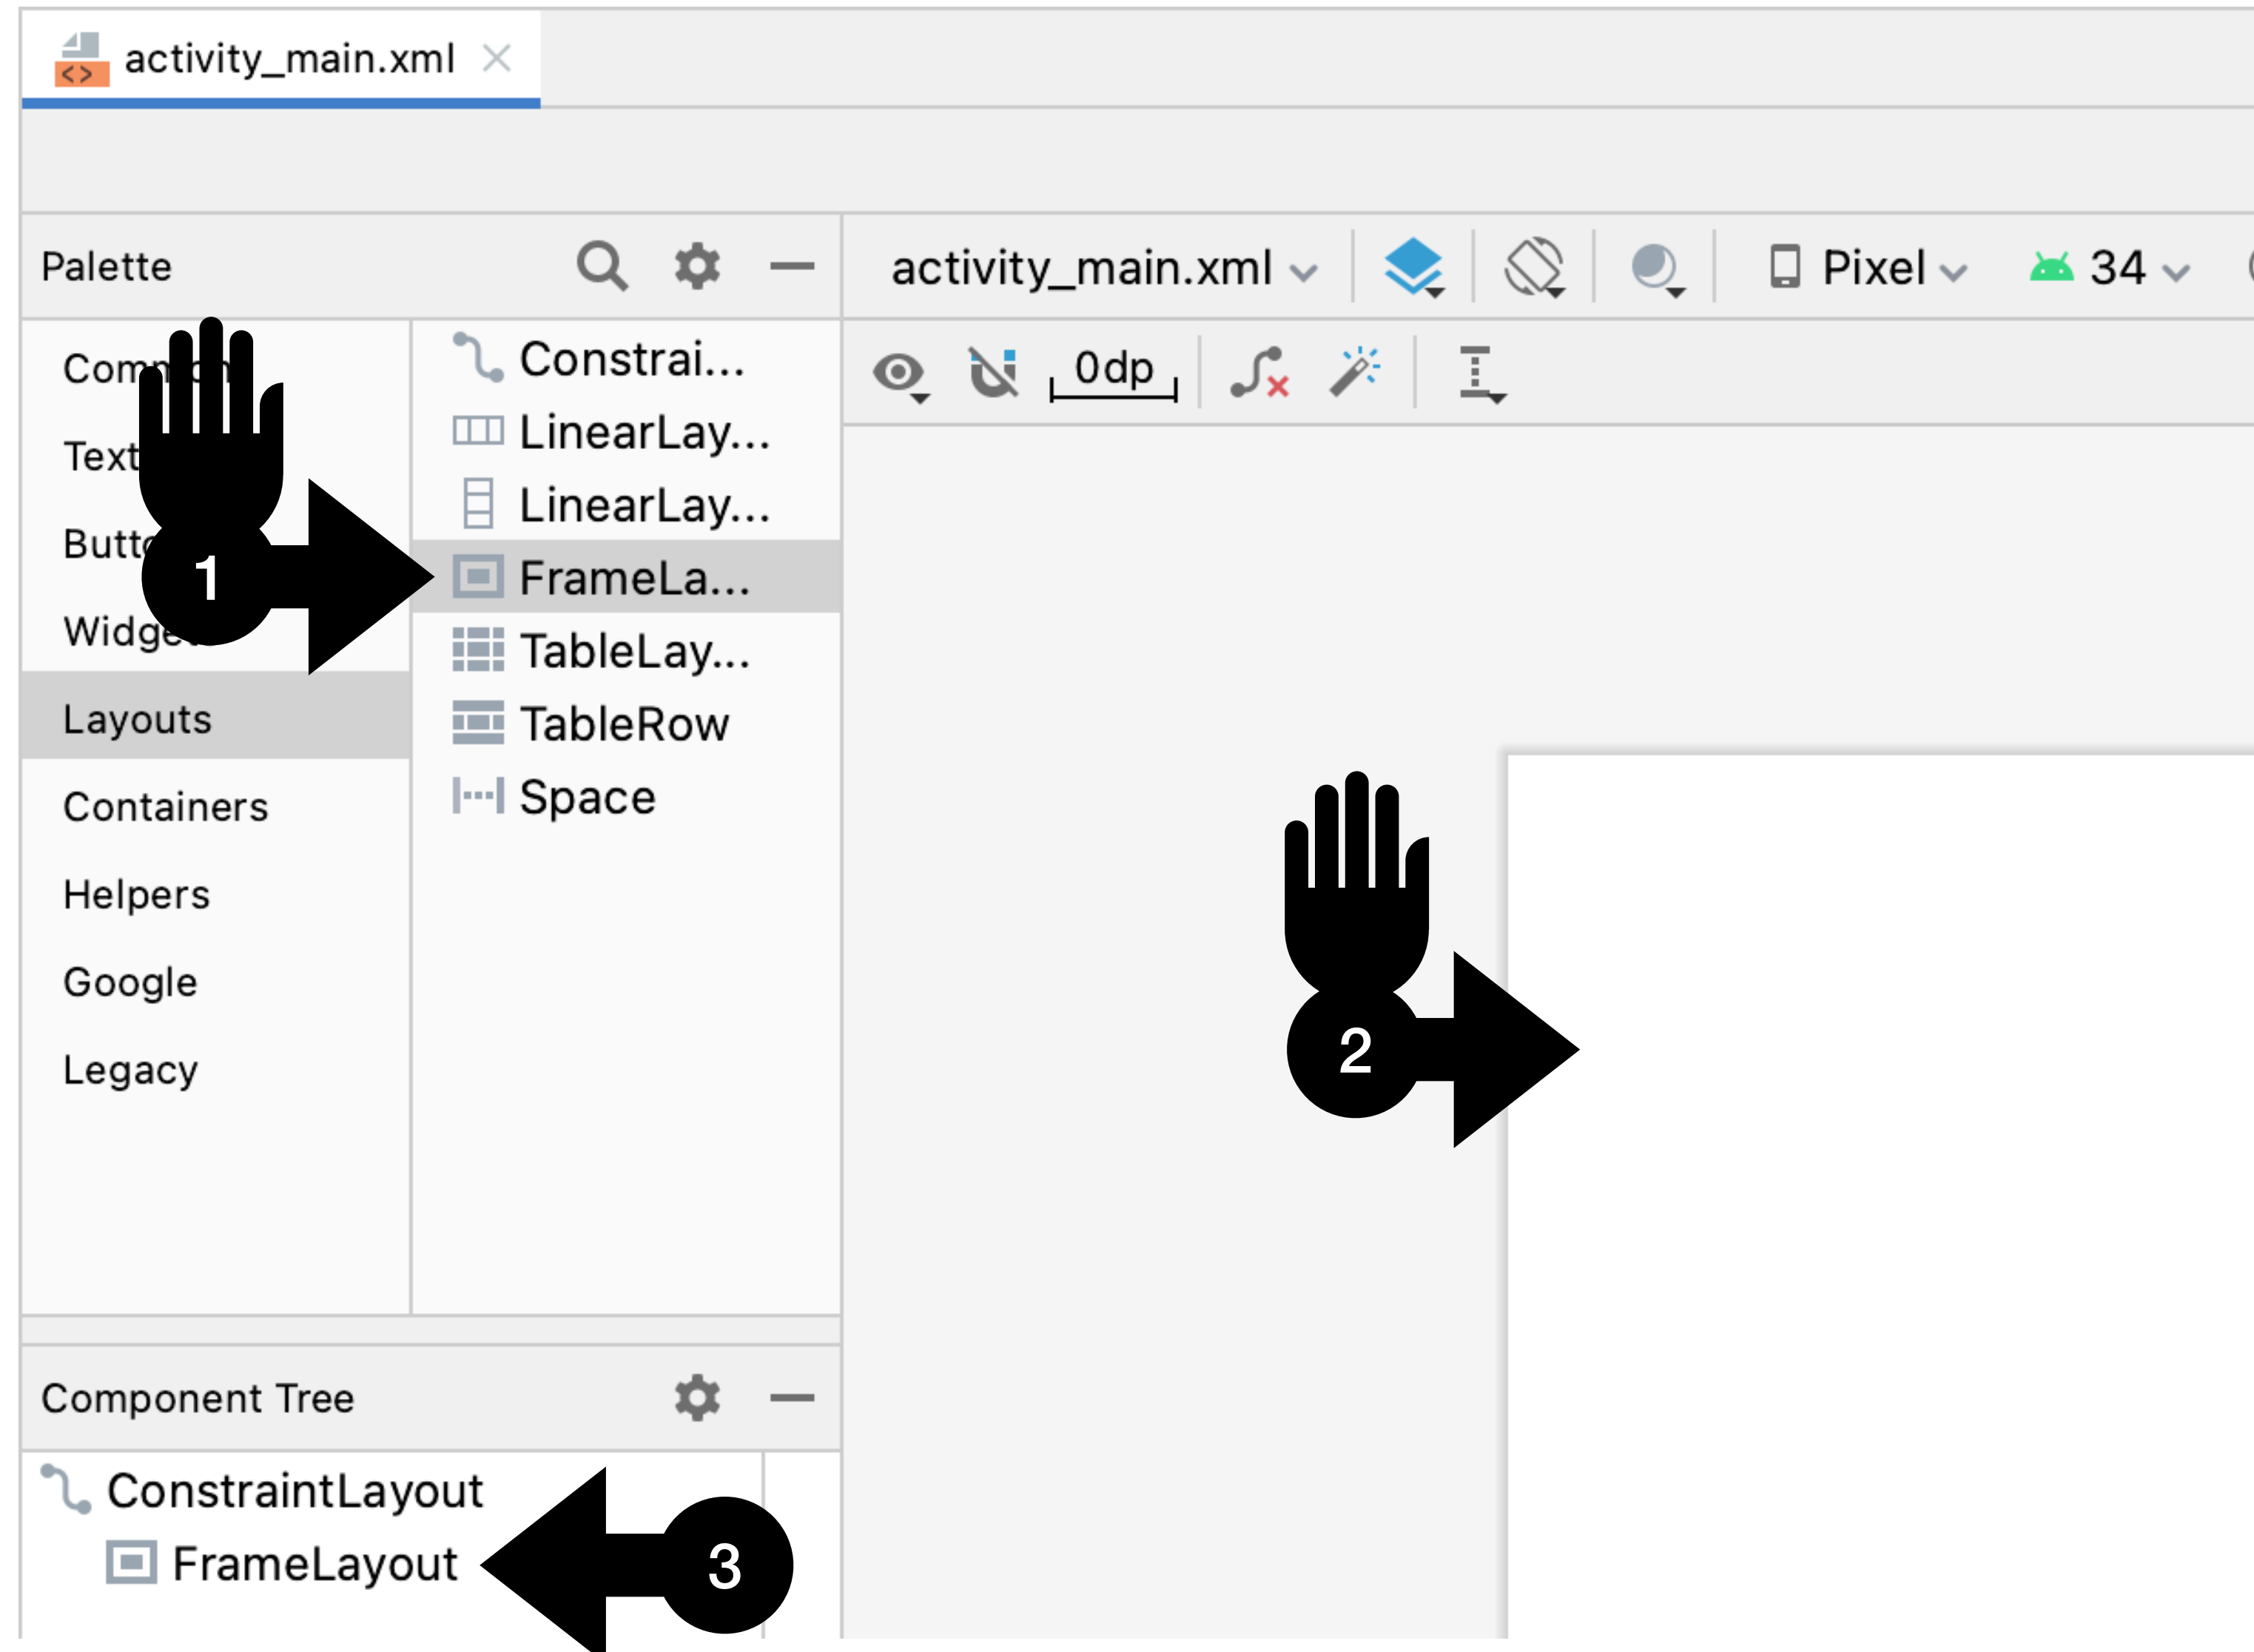 activity_main.xml
Palette
activity_main.xml
Pixel
34
0dp
Text
Layouts
Containers
Helpers
Google
Legacy
Constrai...
LinearLay...
LinearLay...
FrameLa...
TableLay...
TableRow
Space
1
2
Component Tree
ConstraintLayout
FrameLayout
3